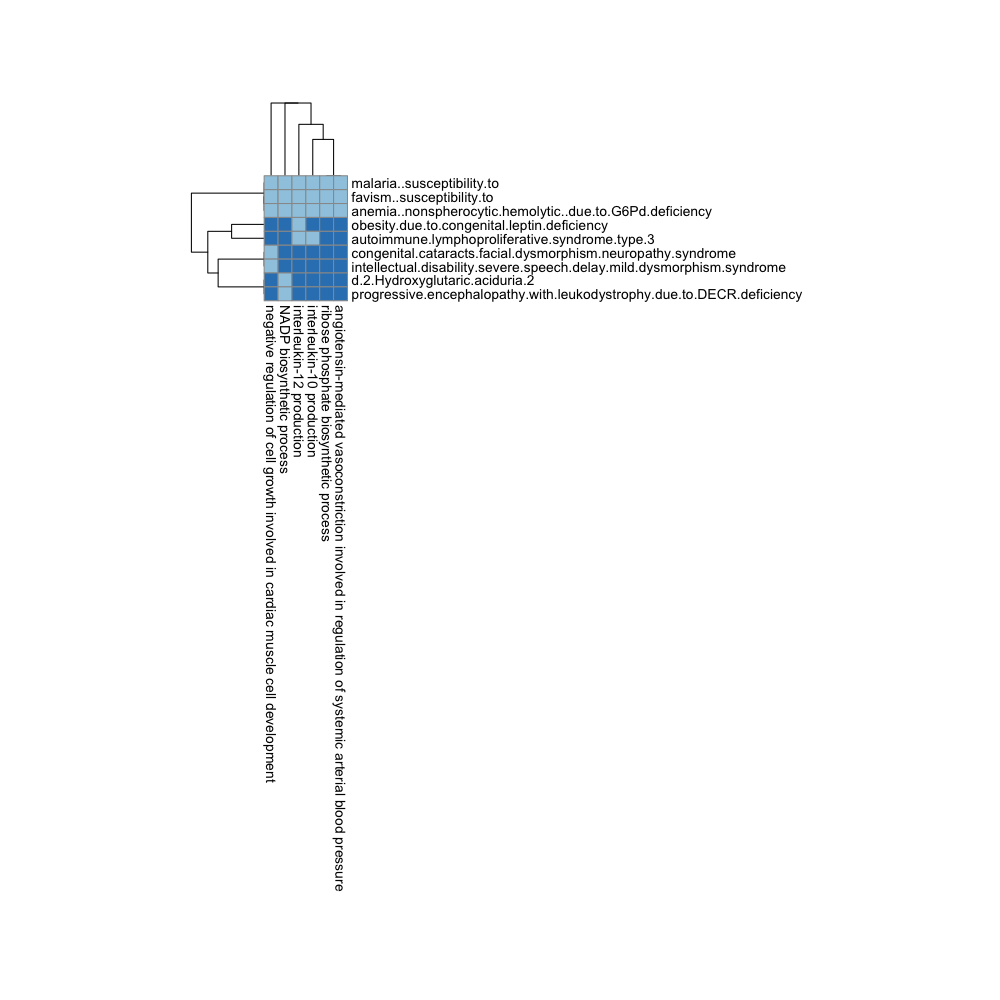 malaria..susceptibility.to
favism..susceptibility.to
anemia..nonspherocytic.hemolytic..due.to.G6Pd.deficiency
obesity.due.to.congenital.leptin.deficiency
autoimmune.lymphoproliferative.syndrome.type.3
congenital.cataracts.facial.dysmorphism.neuropathy.syndrome
intellectual.disability.severe.speech.delay.mild.dysmorphism.syndrome
d.2.Hydroxyglutaric.aciduria.2
progressive.encephalopathy.with.leukodystrophy.due.to.DECR.deficiency
negative regulation of cell growth involved in cardiac muscle cell development
NADP biosynthetic process
interleukin-12 production
interleukin-10 production
ribose phosphate biosynthetic process
angiotensin-mediated vasoconstriction involved in regulation of systemic arterial blood pressure